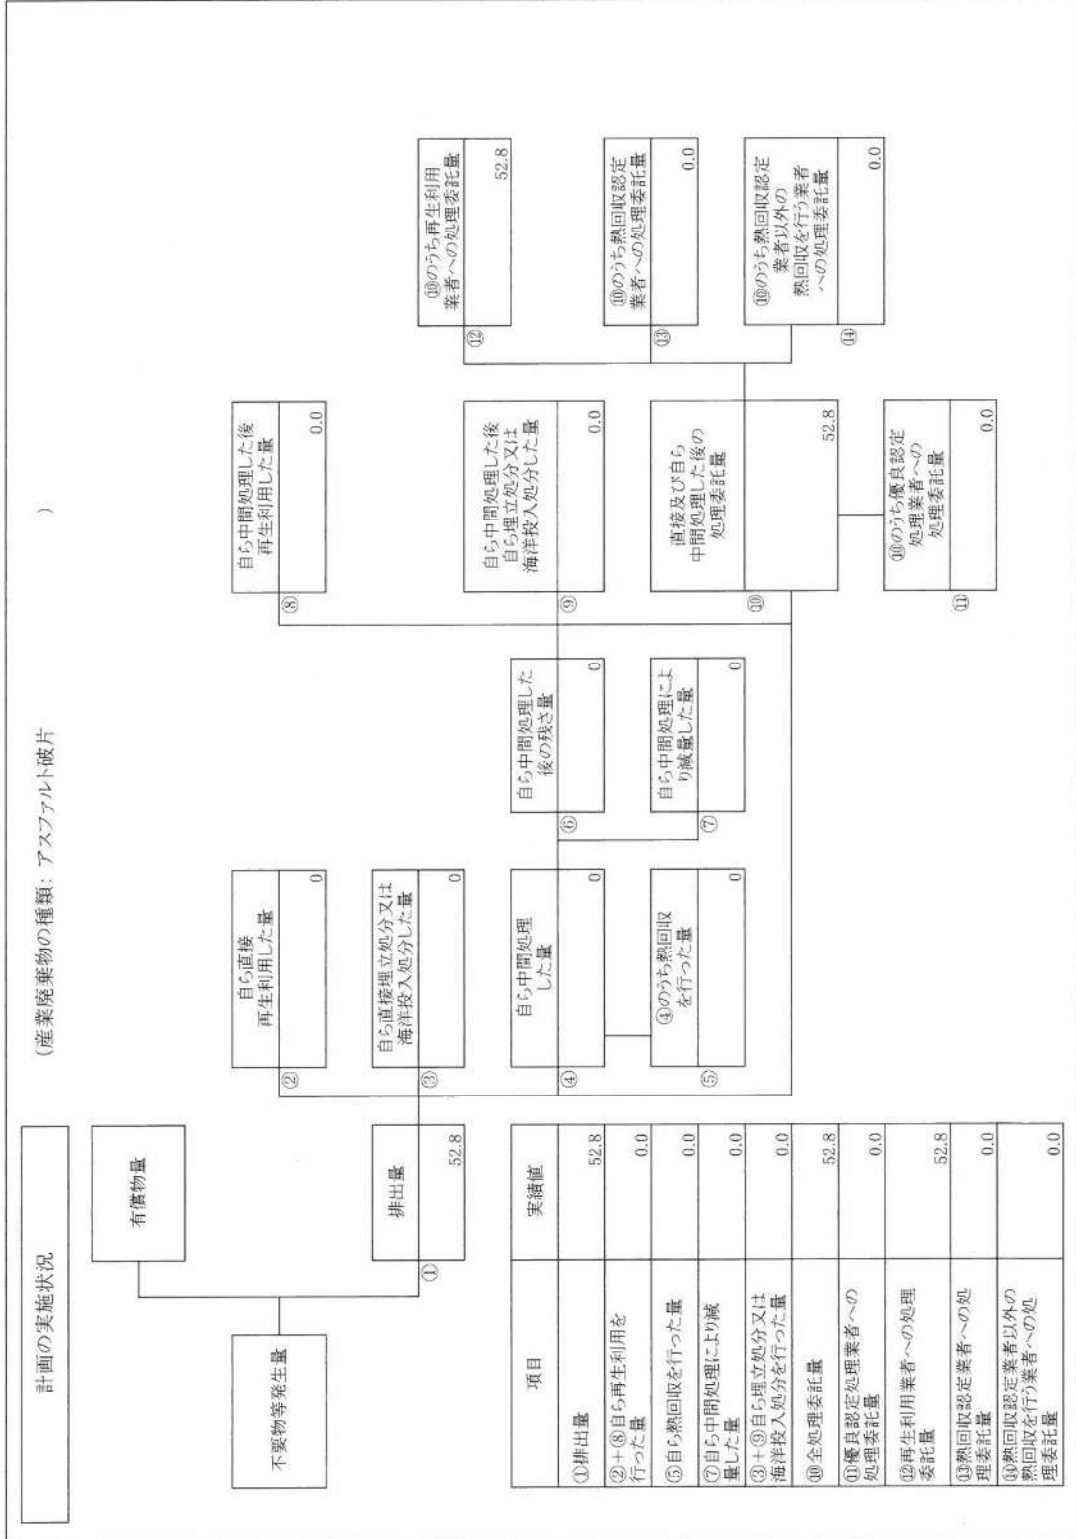 計画の実施状況
(産業廃棄物の種類: アスファルト破片 )
有償物量
不要物等発生量
排出量
①
52.8
自ら直接
再生利用した量
②
0
自ら直接埋立処分又は
海洋投入処分した量
③
0
自ら中間処理
した量
④
0
④のうち熱回収
を行った量
⑤
0
自ら中間処理した
後の残さ量
⑥
0
自ら中間処理によ
り減量した量
⑦
0
自ら中間処理した後
再生利用した量
⑧
0.0
自ら中間処理した後
自ら埋立処分又は
海洋投入処分した量
⑨
0.0
直接及び自ら
中間処理した後の
処理委託量
⑩
52.8
⑩のうち優良認定
処理業者への
処理委託量
⑪
0.0
⑩のうち再生利用
業者への処理委託量
⑫
52.8
⑩のうち熱回収認定
業者への処理委託量
⑬
0.0
⑩のうち熱回収認定
業者以外の
熱回収を行う業者
への処理委託量
⑭
0.0
項目 実績値
①排出量 52.8
②+⑧自ら再生利用を
行った量 0.0
⑤自ら熱回収を行った量 0.0
⑦自ら中間処理により減
量した量 0.0
③+⑨自ら埋立処分又は
海洋投入処分を行った量 0.0
⑩全処理委託量 52.8
⑪優良認定処理業者への
処理委託量 0.0
⑫再生利用業者への処理
委託量 52.8
⑬熱回収認定業者への処
理委託量 0.0
⑭熱回収認定業者以外の
熱回収を行う業者への処
理委託量 0.0